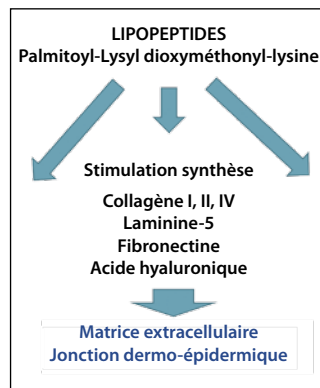 LIPOPEPTIDES
Palmitoyl-Lysyl dioxyméthonyl-lysine
Stimulation synthèse
Collagène I, II, IV
Laminine-5
Fibronectine
Acide hyaluronique
Matrice extracellulaire
Jonction dermo-épidermique